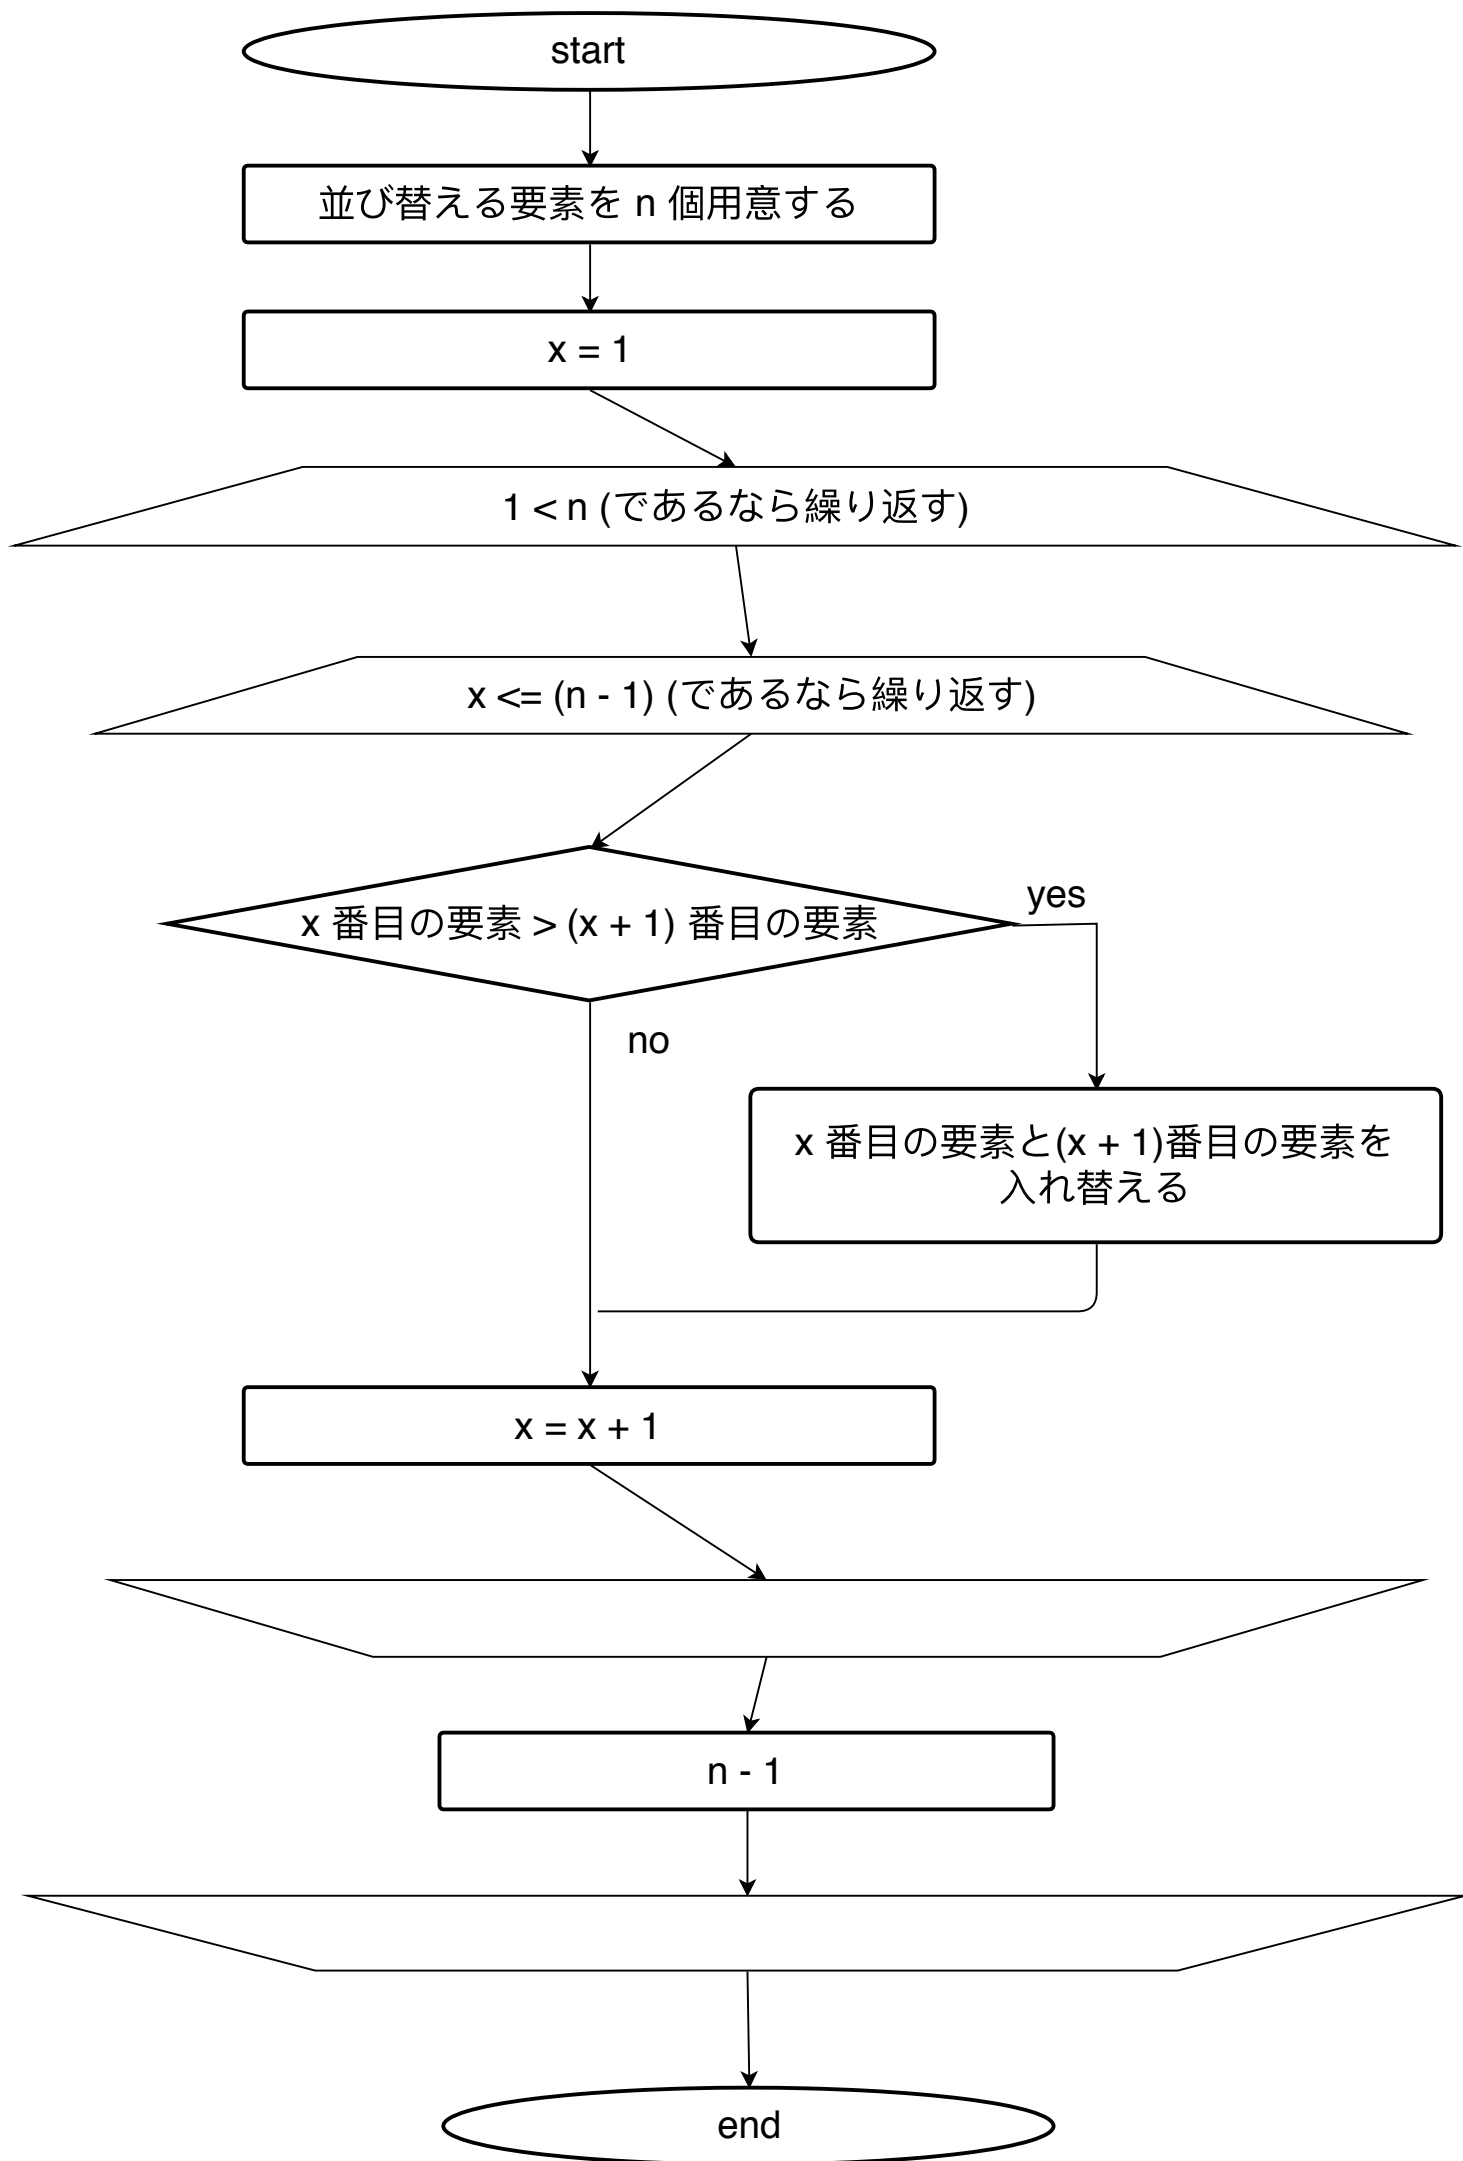 start
並び替える要素を n 個用意する
x = 1
1 < n (であるなら繰り返す)
x <= (n - 1) (であるなら繰り返す)
x 番目の要素 > (x + 1) 番目の要素
yes
no
x 番目の要素と(x + 1)番目の要素を
入れ替える
x = x + 1
n - 1
end